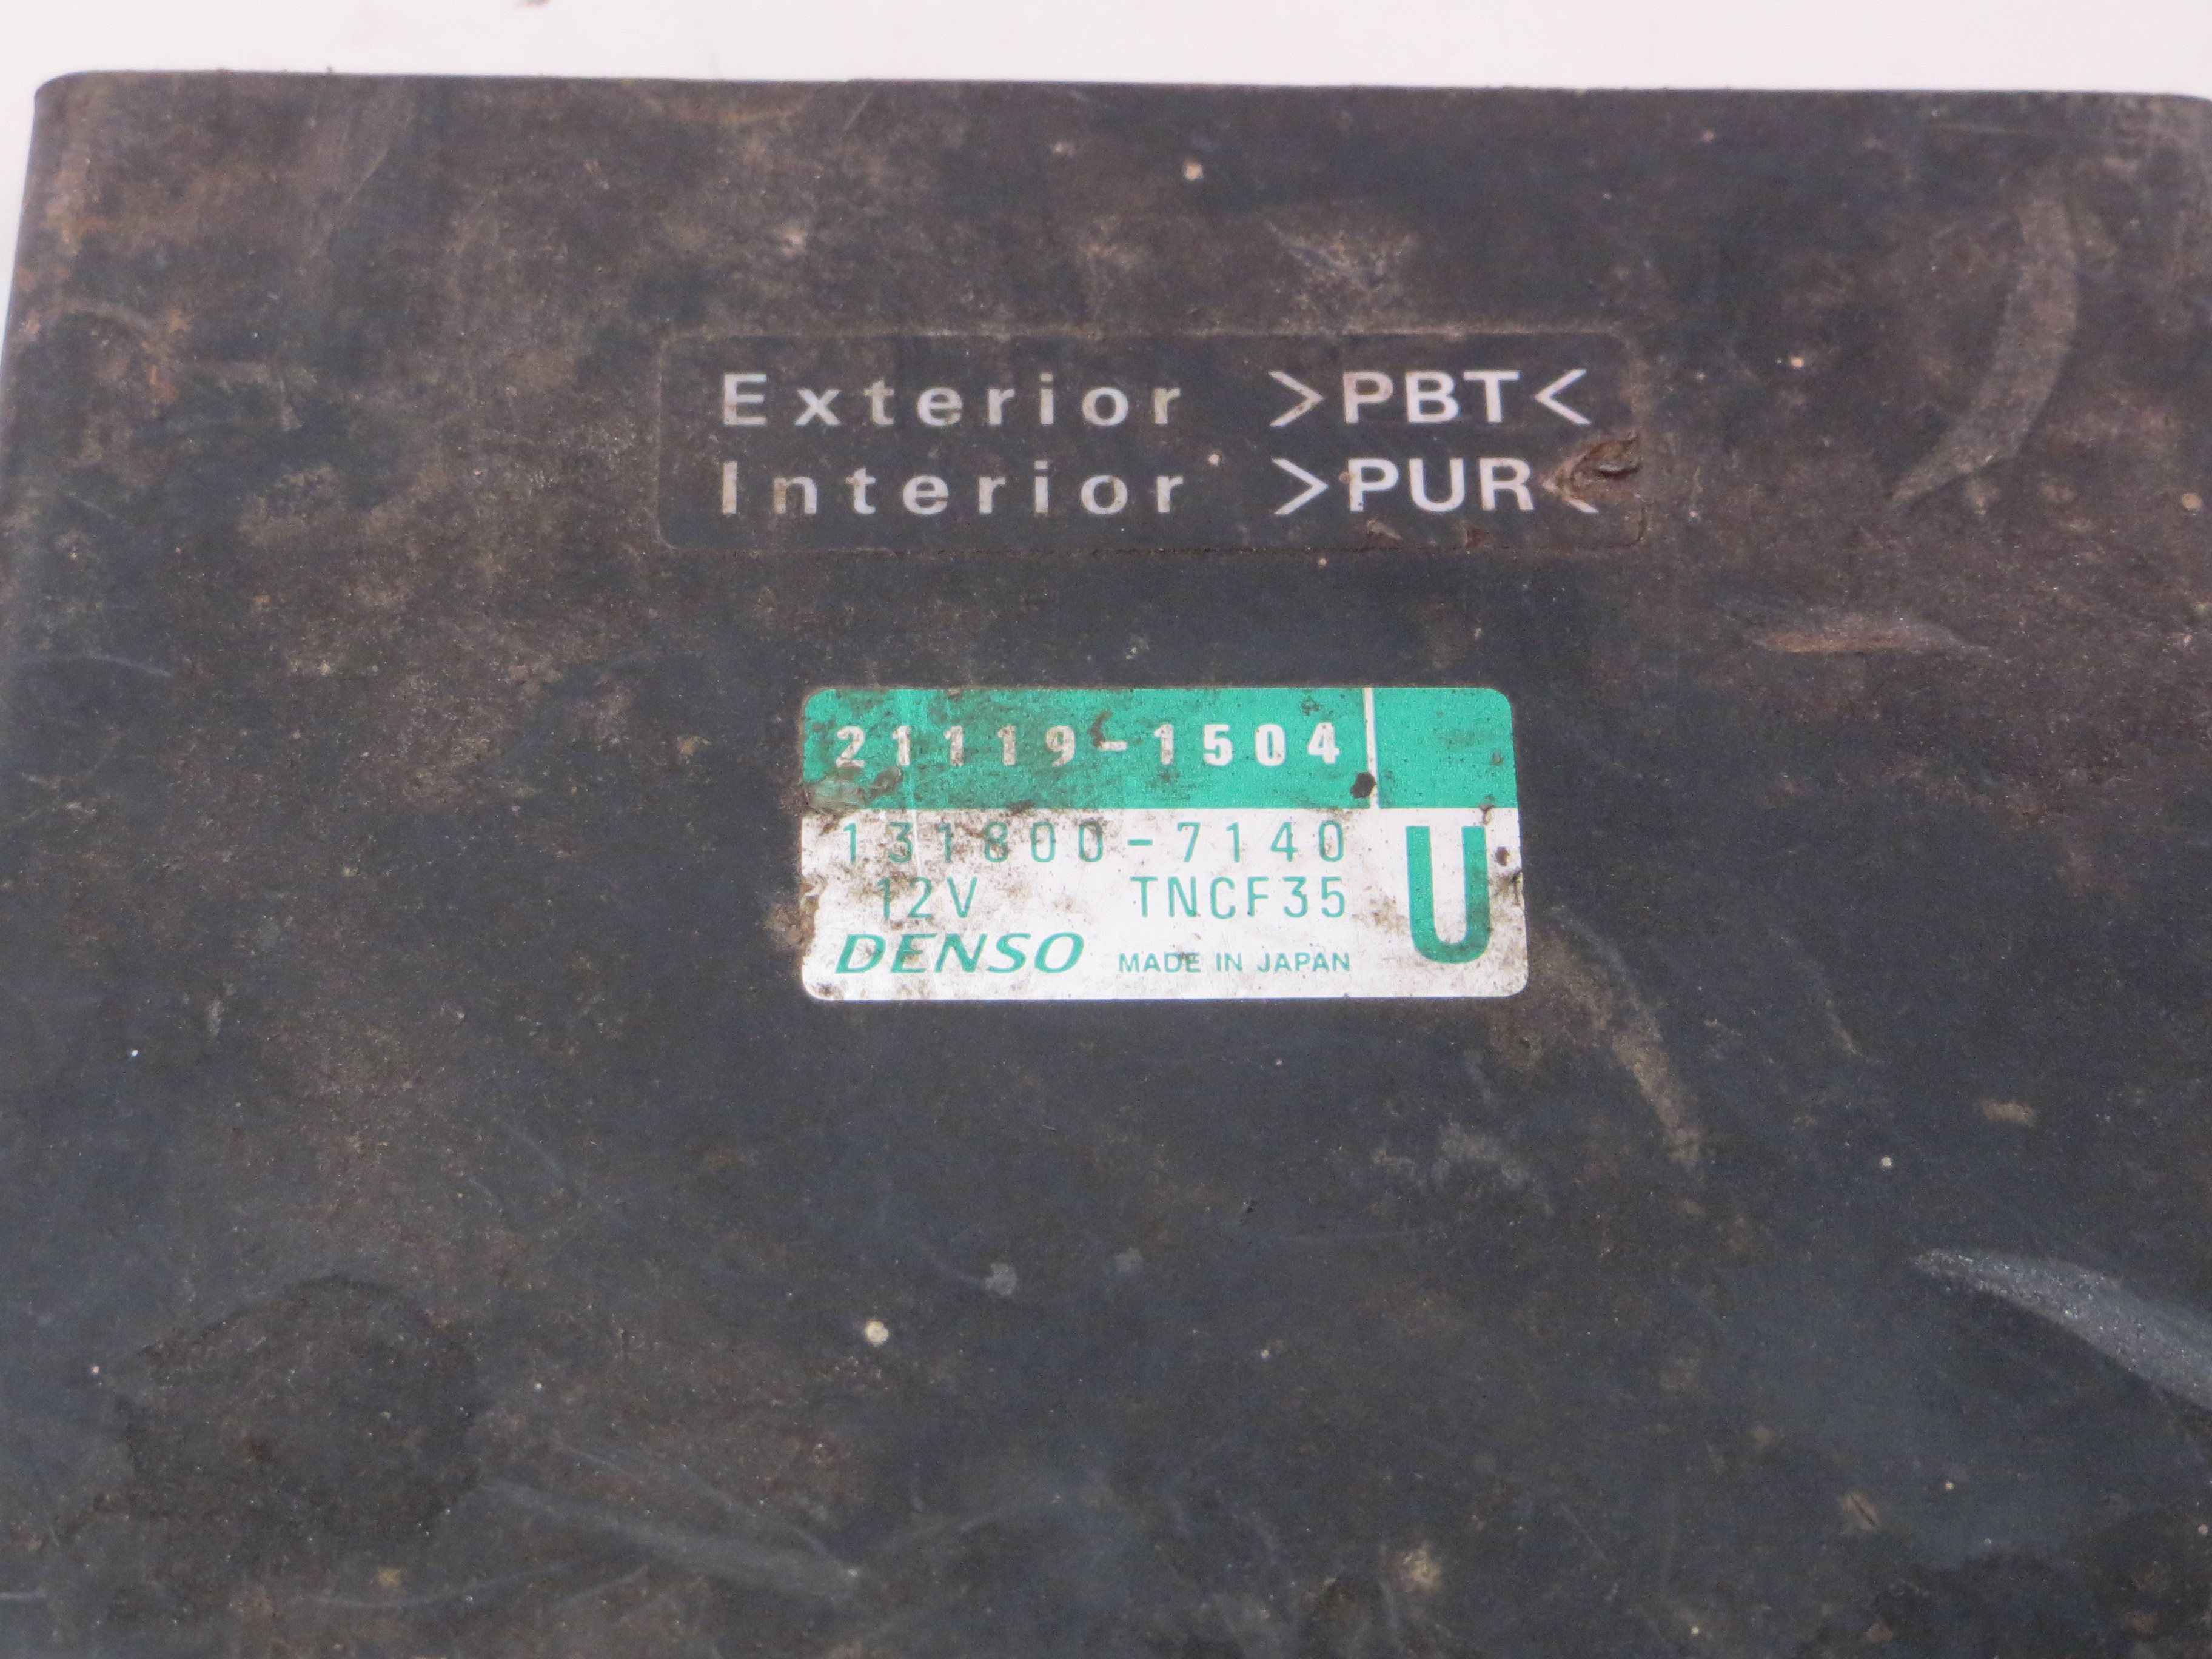 Exterior >PBT<
Interior >PUR<
21119-1504
131800-7140
12V TNCF35
U
DENSO MADE IN JAPAN